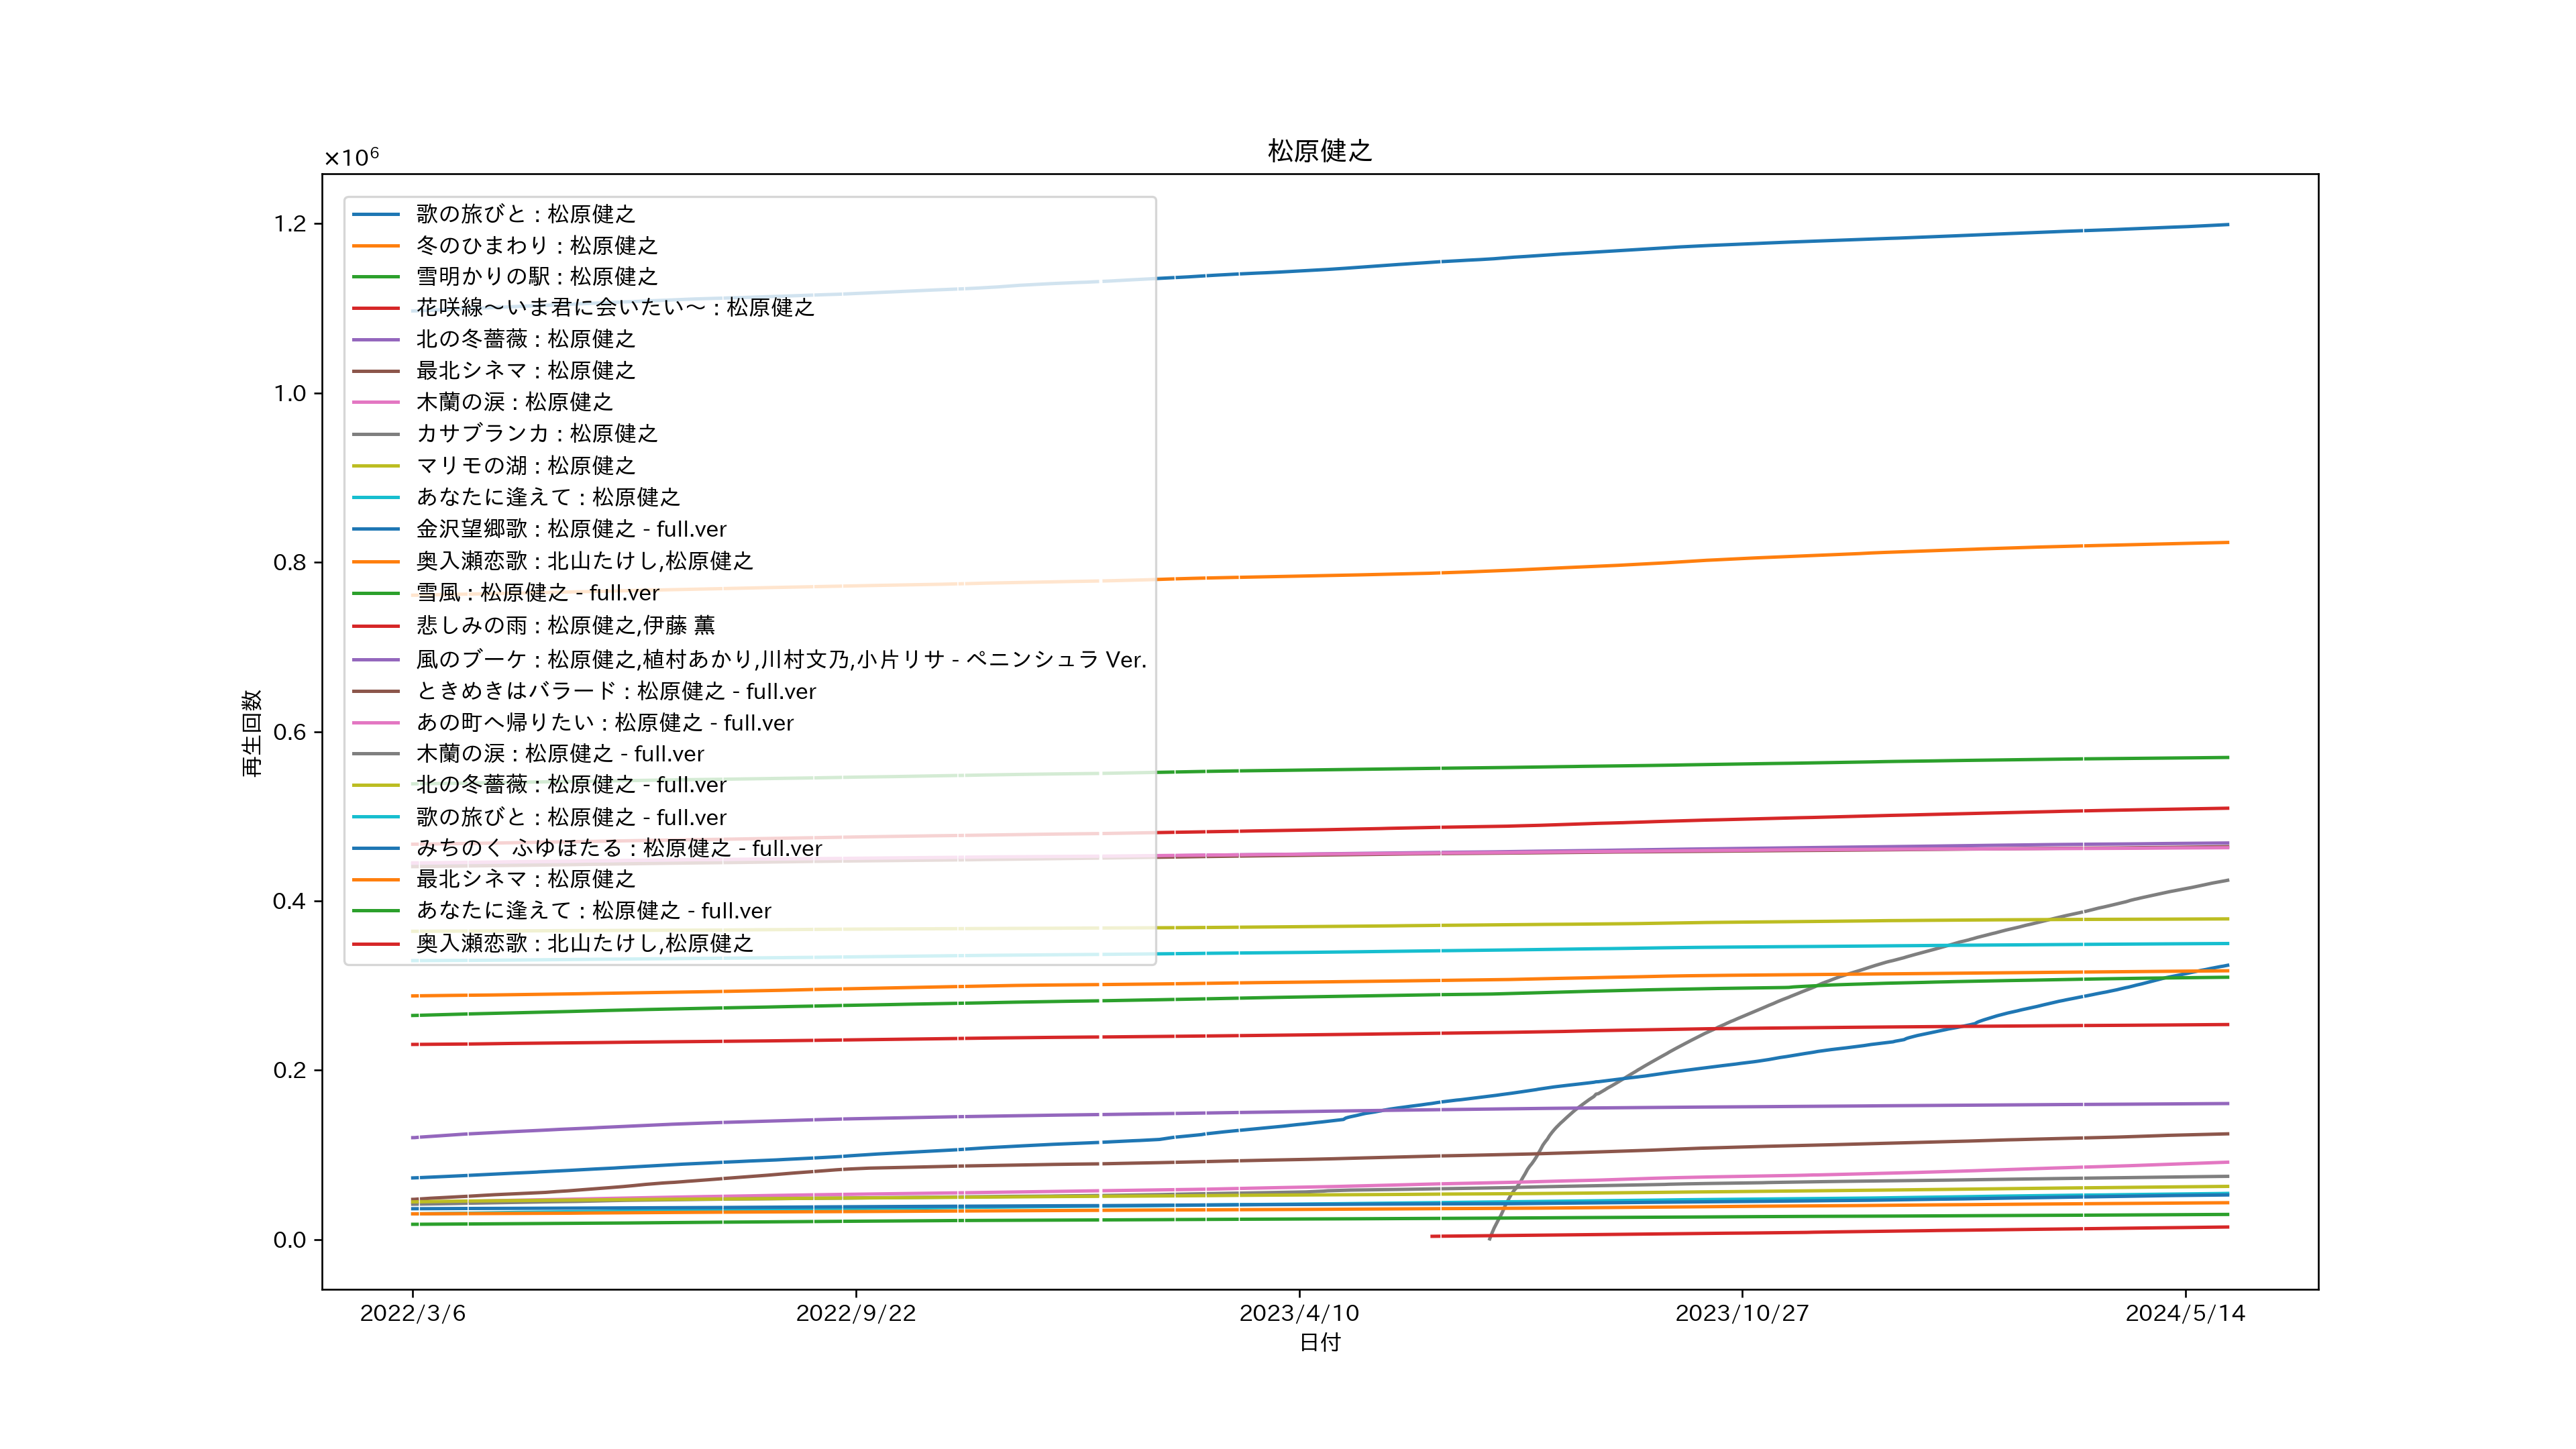 松原健之
×10⁶
1.2
1.0
0.8
0.6
0.4
0.2
0.0
再生回数
歌の旅びと : 松原健之
冬のひまわり : 松原健之
雪明かりの駅 : 松原健之
花咲線～いま君に会いたい～ : 松原健之
北の冬薔薇 : 松原健之
最北シネマ : 松原健之
木蘭の涙 : 松原健之
カサブランカ : 松原健之
マリモの湖 : 松原健之
あなたに逢えて : 松原健之
金沢望郷歌 : 松原健之 - full.ver
奥入瀬恋歌 : 北山たけし,松原健之
雪風 : 松原健之 - full.ver
悲しみの雨 : 松原健之,伊藤 薫
風のブーケ : 松原健之,植村あかり,川村文乃,小片リサ - ペニンシュラ Ver.
ときめきはバラード : 松原健之 - full.ver
あの町へ帰りたい : 松原健之 - full.ver
木蘭の涙 : 松原健之 - full.ver
北の冬薔薇 : 松原健之 - full.ver
歌の旅びと : 松原健之 - full.ver
みちのく ふゆほたる : 松原健之 - full.ver
最北シネマ : 松原健之
あなたに逢えて : 松原健之 - full.ver
奥入瀬恋歌 : 北山たけし,松原健之
2022/3/6 2022/9/22 2023/4/10 2023/10/27 2024/5/14
日付